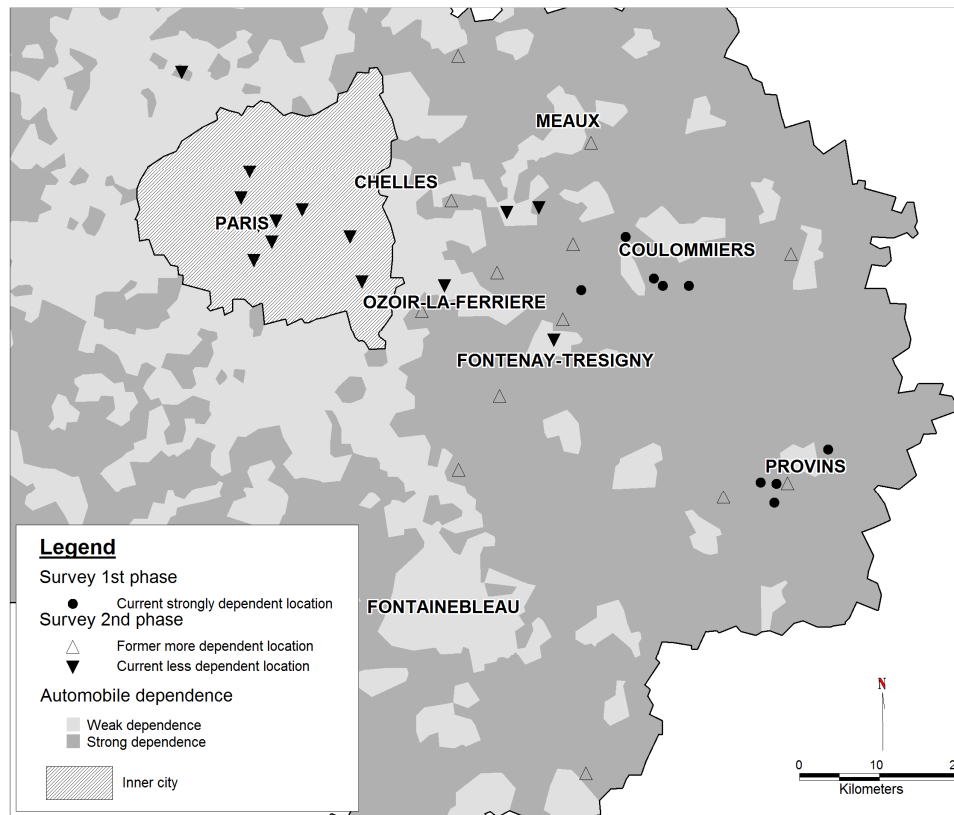 MEAUX
CHELLES
PARIS
COULOMMIERS
OZOIR-LA-FERRIERE
FONTENAY-TRESIGNY
PROVINS
FONTAINEBLEAU
Legend
Survey 1st phase
Current strongly dependent location
Survey 2nd phase
Former more dependent location
Current less dependent location
Automobile dependence
Weak dependence
Strong dependence
Inner city
N
0 10 2
Kilometers